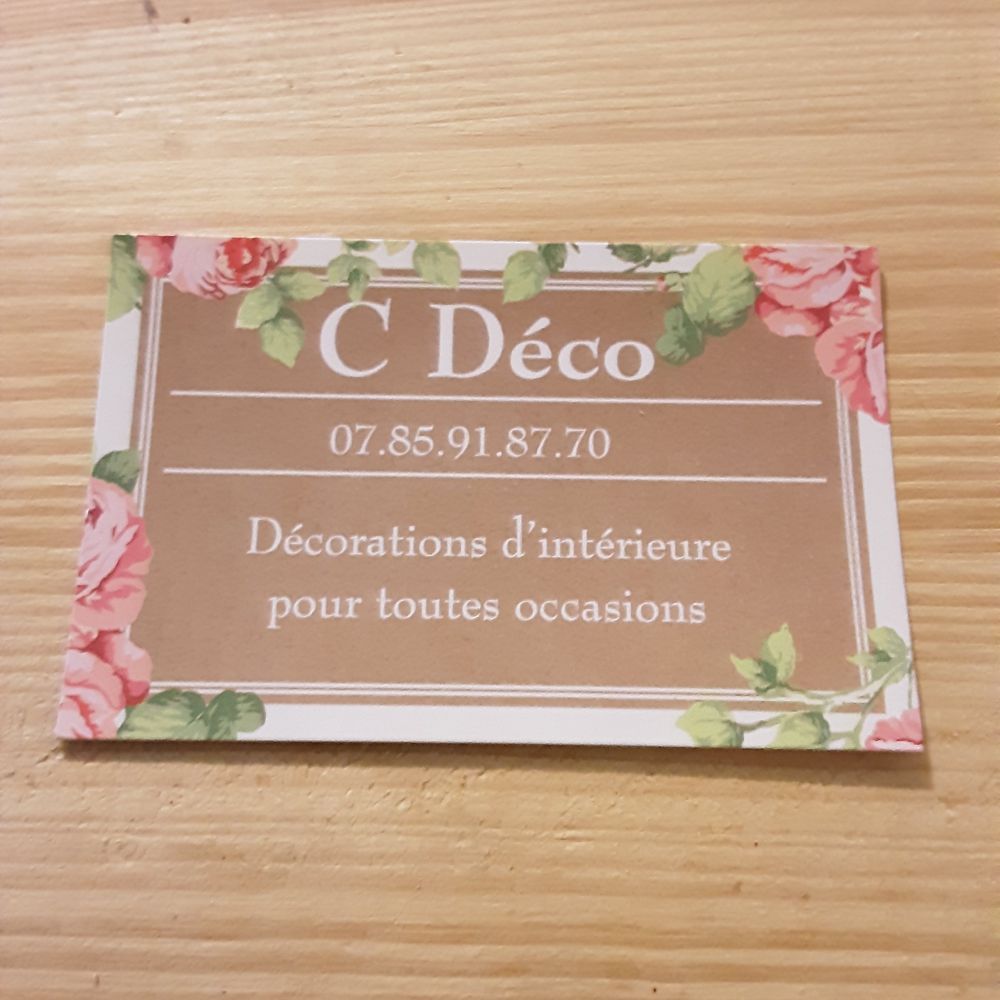 C Déco
07.85.91.87.70
Décorations d'intérieure
pour toutes occasions